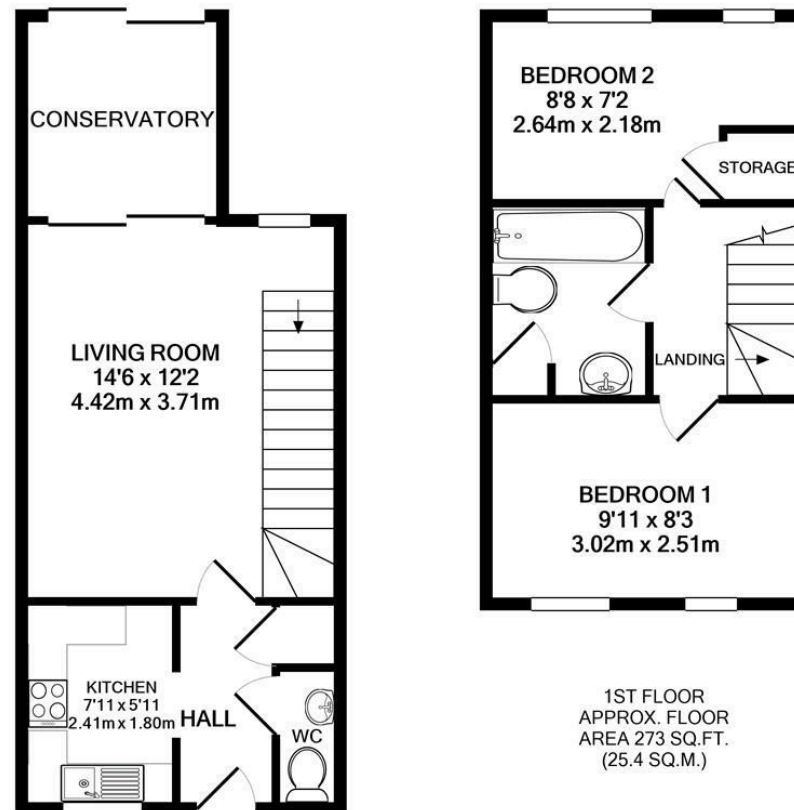 CONSERVATORY
LIVING ROOM
14'6 x 12'2
4.42m x 3.71m
KITCHEN
7'11 x 5'11
2.41m x 1.80m
HALL
WC
BEDROOM 2
8'8 x 7'2
2.64m x 2.18m
STORAGE
LANDING
BEDROOM 1
9'11 x 8'3
3.02m x 2.51m
1ST FLOOR
APPROX. FLOOR
AREA 273 SQ.FT.
(25.4 SQ.M.)